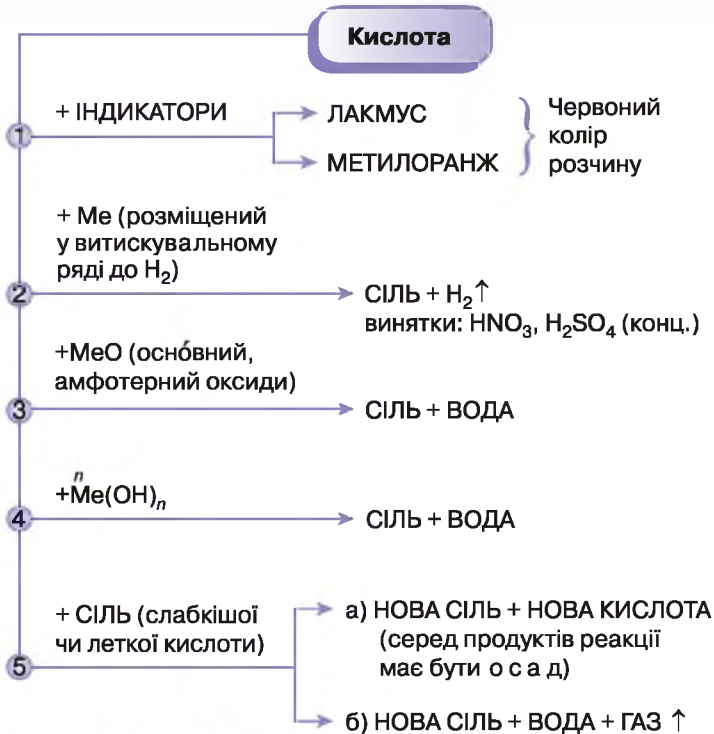 Кислота
1
+ ІНДИКАТОРИ
ЛАКМУС
МЕТИЛОРАНЖ
Червоний
колір
розчину
2
+ Ме (розміщений
у витискувальному
ряді до H₂)
СІЛЬ + H₂↑
винятки: HNO₃, H₂SO₄ (конц.)
3
+МеО (осно́вний,
амфотерний оксиди)
СІЛЬ + ВОДА
4
n
+Me(OH)ₙ
СІЛЬ + ВОДА
5
+ СІЛЬ (слабкішої
чи леткої кислоти)
а) НОВА СІЛЬ + НОВА КИСЛОТА
(серед продуктів реакції
має бути о с а д)
б) НОВА СІЛЬ + ВОДА + ГАЗ ↑